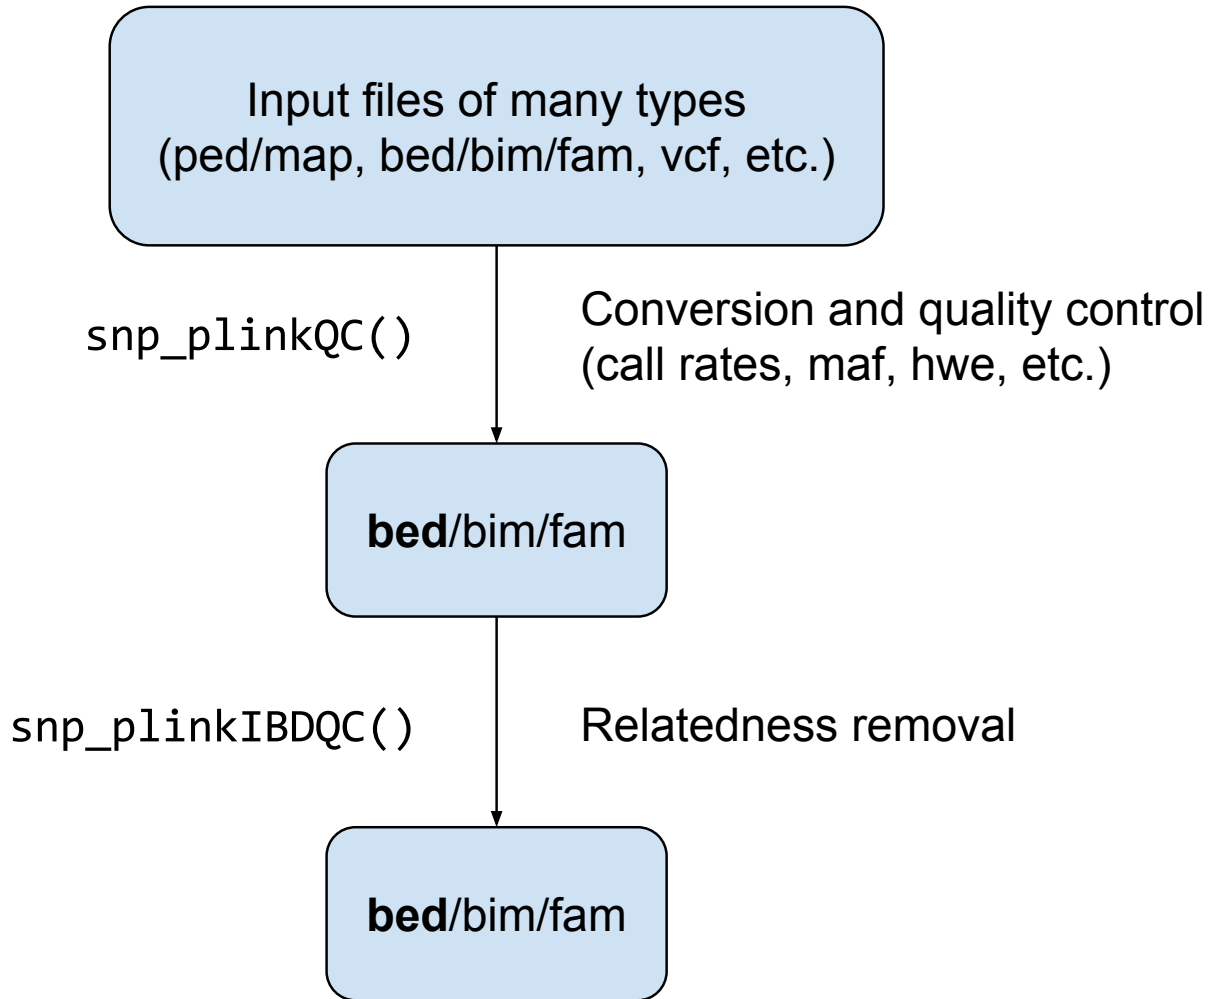 Input files of many types
(ped/map, bed/bim/fam, vcf, etc.)
snp_plinkQC()
Conversion and quality control
(call rates, maf, hwe, etc.)
bed/bim/fam
snp_plinkIBDQC()
Relatedness removal
bed/bim/fam